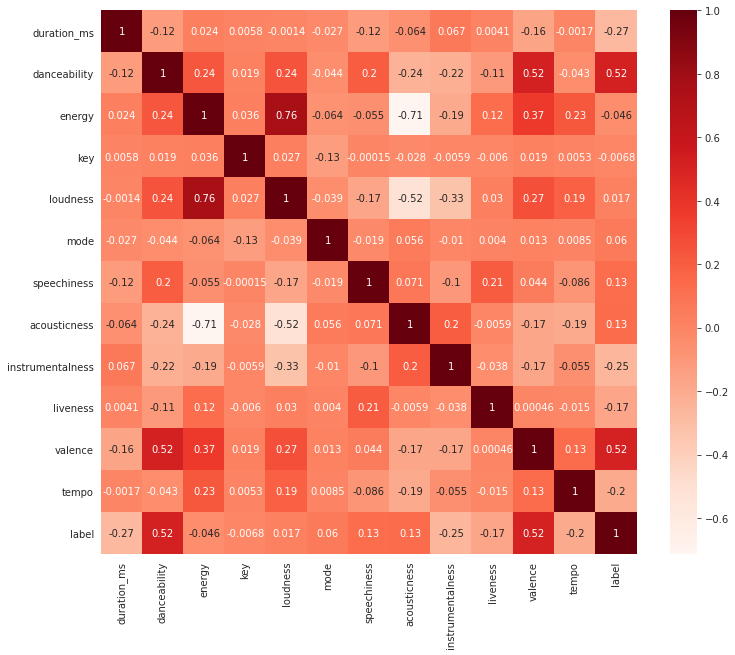 duration_ms 1 -0.12 0.024 0.0058 -0.0014 -0.027 -0.12 -0.064 0.067 0.0041 -0.16 -0.0017 -0.27
danceability -0.12 1 0.24 0.019 0.24 -0.044 0.2 -0.24 -0.22 -0.11 0.52 -0.043 0.52
energy 0.024 0.24 1 0.036 0.76 -0.064 -0.055 -0.71 -0.19 0.12 0.37 0.23 -0.046
key 0.0058 0.019 0.036 1 0.027 -0.13 -0.00015 -0.028 -0.0059 -0.006 0.019 0.0053 -0.0068
loudness -0.0014 0.24 0.76 0.027 1 -0.039 -0.17 -0.52 -0.33 0.03 0.27 0.19 0.017
mode -0.027 -0.044 -0.064 -0.13 -0.039 1 -0.019 0.056 -0.01 0.004 0.013 0.0085 0.06
speechiness -0.12 0.2 -0.055 -0.00015 -0.17 -0.019 1 0.071 -0.1 0.21 0.044 -0.086 0.13
acousticness -0.064 -0.24 -0.71 -0.028 -0.52 0.056 0.071 1 0.2 -0.0059 -0.17 -0.19 0.13
instrumentalness 0.067 -0.22 -0.19 -0.0059 -0.33 -0.01 -0.1 0.2 1 -0.038 -0.17 -0.055 -0.25
liveness 0.0041 -0.11 0.12 -0.006 0.03 0.004 0.21 -0.0059 -0.038 1 0.00046 -0.015 -0.17
valence -0.16 0.52 0.37 0.019 0.27 0.013 0.044 -0.17 -0.17 0.00046 1 0.13 0.52
tempo -0.0017 -0.043 0.23 0.0053 0.19 0.0085 -0.086 -0.19 -0.055 -0.015 0.13 1 -0.2
label -0.27 0.52 -0.046 -0.0068 0.017 0.06 0.13 0.13 -0.25 -0.17 0.52 -0.2 1
duration_ms danceability energy key loudness mode speechiness acousticness instrumentalness liveness valence tempo label
1.0
0.8
0.6
0.4
0.2
0.0
−0.2
−0.4
−0.6